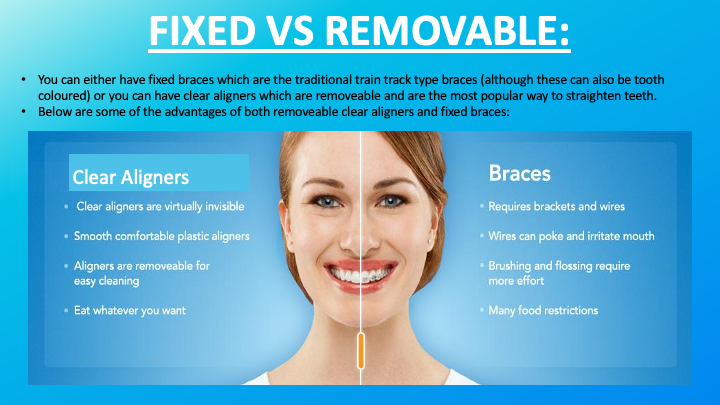 FIXED VS REMOVABLE:
• You can either have fixed braces which are the traditional train track type braces (although these can also be tooth
coloured) or you can have clear aligners which are removeable and are the most popular way to straighten teeth.
• Below are some of the advantages of both removeable clear aligners and fixed braces:
Clear Aligners
• Clear aligners are virtually invisible
• Smooth comfortable plastic aligners
• Aligners are removeable for
easy cleaning
• Eat whatever you want
Braces
• Requires brackets and wires
• Wires can poke and irritate mouth
• Brushing and flossing require
more effort
• Many food restrictions